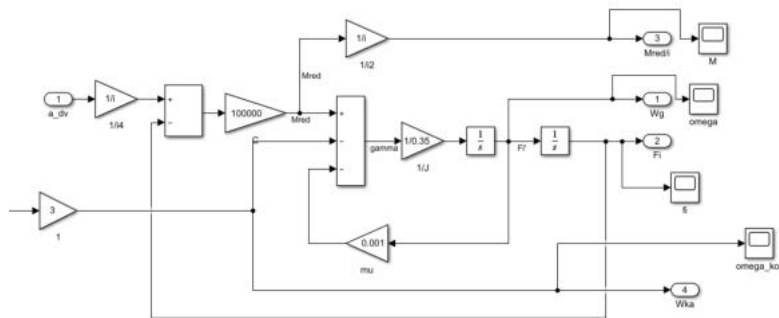 1/i
1/i2
3
Mred/i
M
Mred
1
a_dv
1/i
1/i4
+
−
100000
Mred
C
+
−
−
gamma
1/0.35
1/J
1
s
Fi'
1
s
1
Wg
omega
2
Fi
fi
3
1
0.001
mu
omega_ko
4
Wka